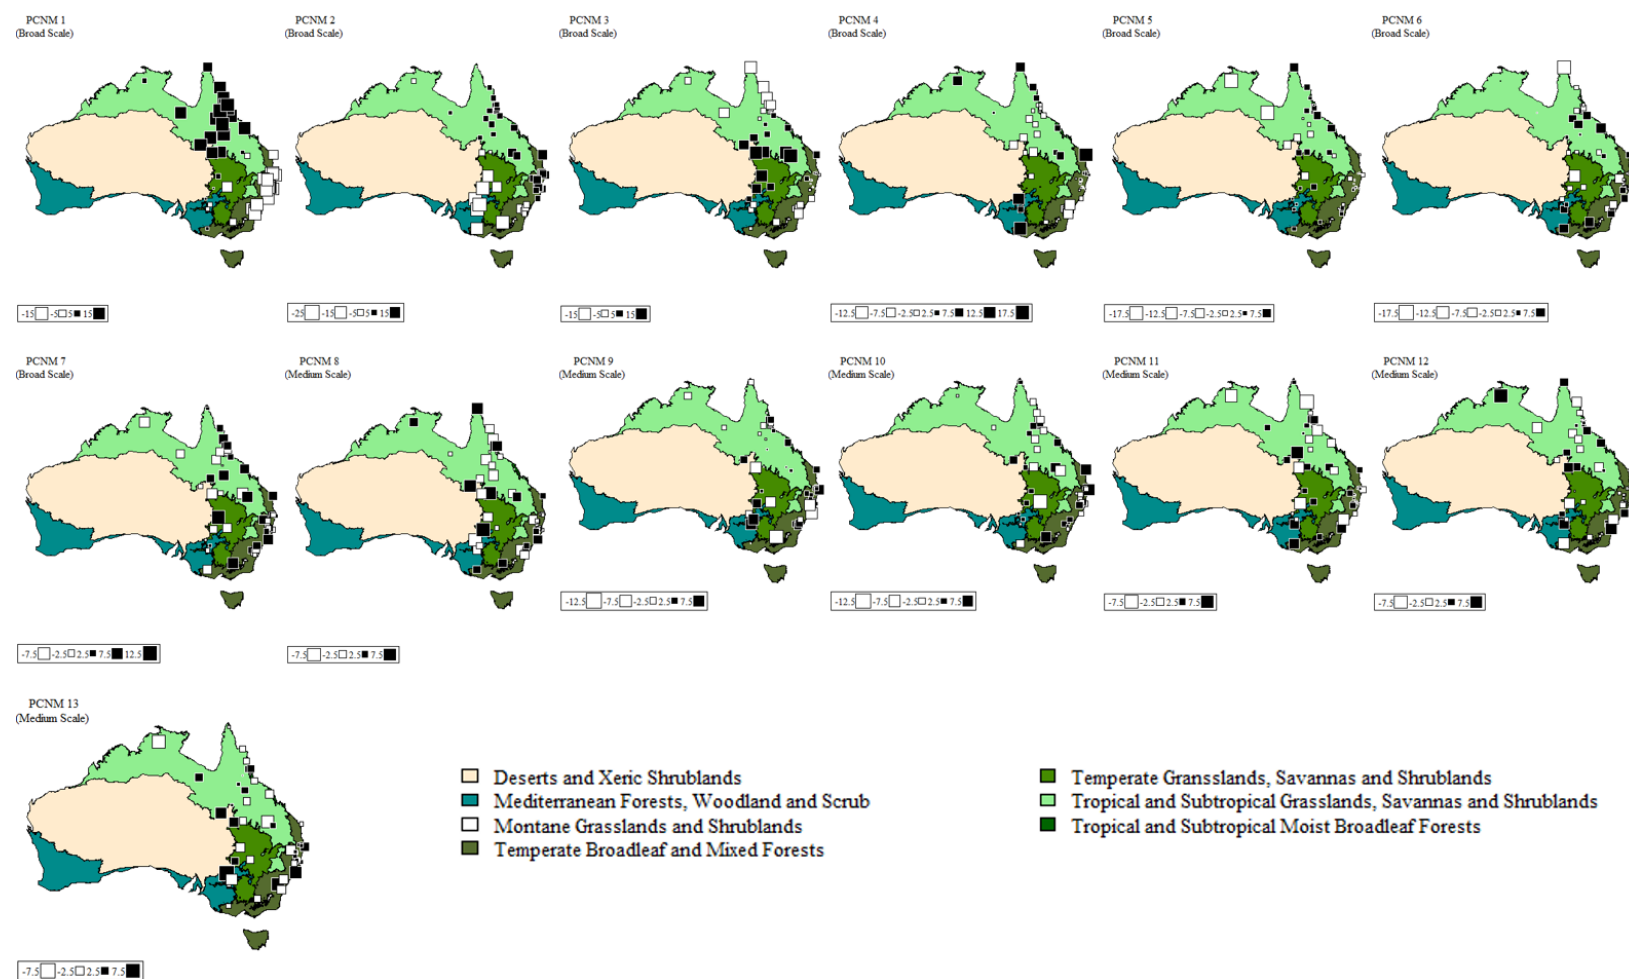 PCNM 1
(Broad Scale)
PCNM 2
(Broad Scale)
PCNM 3
(Broad Scale)
PCNM 4
(Broad Scale)
PCNM 5
(Broad Scale)
PCNM 6
(Broad Scale)
-15 -5 5 15
-25 -15 -5 5 15
-15 -5 5 15
-12.5 -7.5 -2.5 2.5 7.5 12.5 17.5
-17.5 -12.5 -7.5 -2.5 2.5 7.5
-17.5 -12.5 -7.5 -2.5 2.5 7.5
PCNM 7
(Broad Scale)
PCNM 8
(Medium Scale)
PCNM 9
(Medium Scale)
PCNM 10
(Medium Scale)
PCNM 11
(Medium Scale)
PCNM 12
(Medium Scale)
-7.5 -2.5 2.5 7.5 12.5
-7.5 -2.5 2.5 7.5
-12.5 -7.5 -2.5 2.5 7.5
-12.5 -7.5 -2.5 2.5 7.5
-7.5 -2.5 2.5 7.5
-7.5 -2.5 2.5 7.5
PCNM 13
(Medium Scale)
-7.5 -2.5 2.5 7.5
Deserts and Xeric Shrublands
Mediterranean Forests, Woodland and Scrub
Montane Grasslands and Shrublands
Temperate Broadleaf and Mixed Forests
Temperate Gransslands, Savannas and Shrublands
Tropical and Subtropical Grasslands, Savannas and Shrublands
Tropical and Subtropical Moist Broadleaf Forests